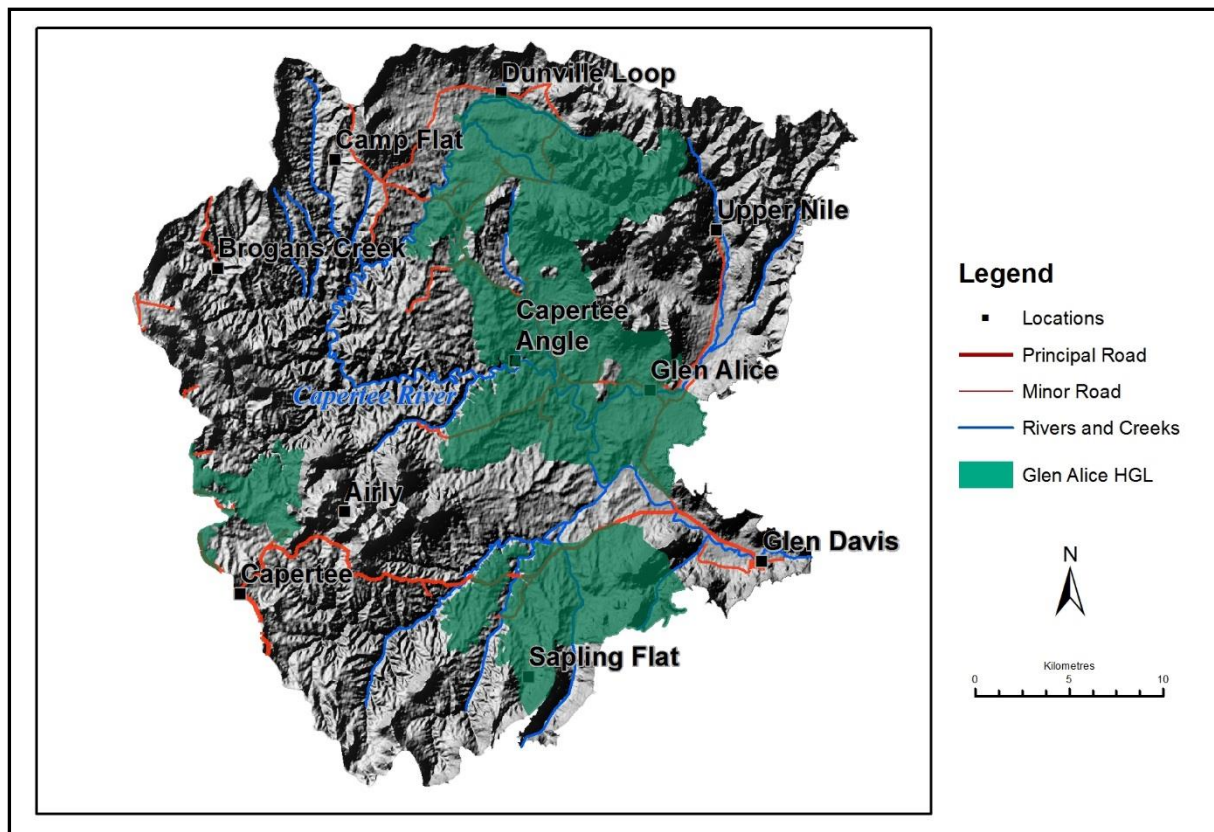 Dunville Loop
Camp Flat
Upper Nile
Brogans Creek
Capertee
Angle
Glen Alice
Capertee River
Airly
Glen Davis
Capertee
Sapling Flat
Legend
Locations
Principal Road
Minor Road
Rivers and Creeks
Glen Alice HGL
N
Kilometres
0 5 10